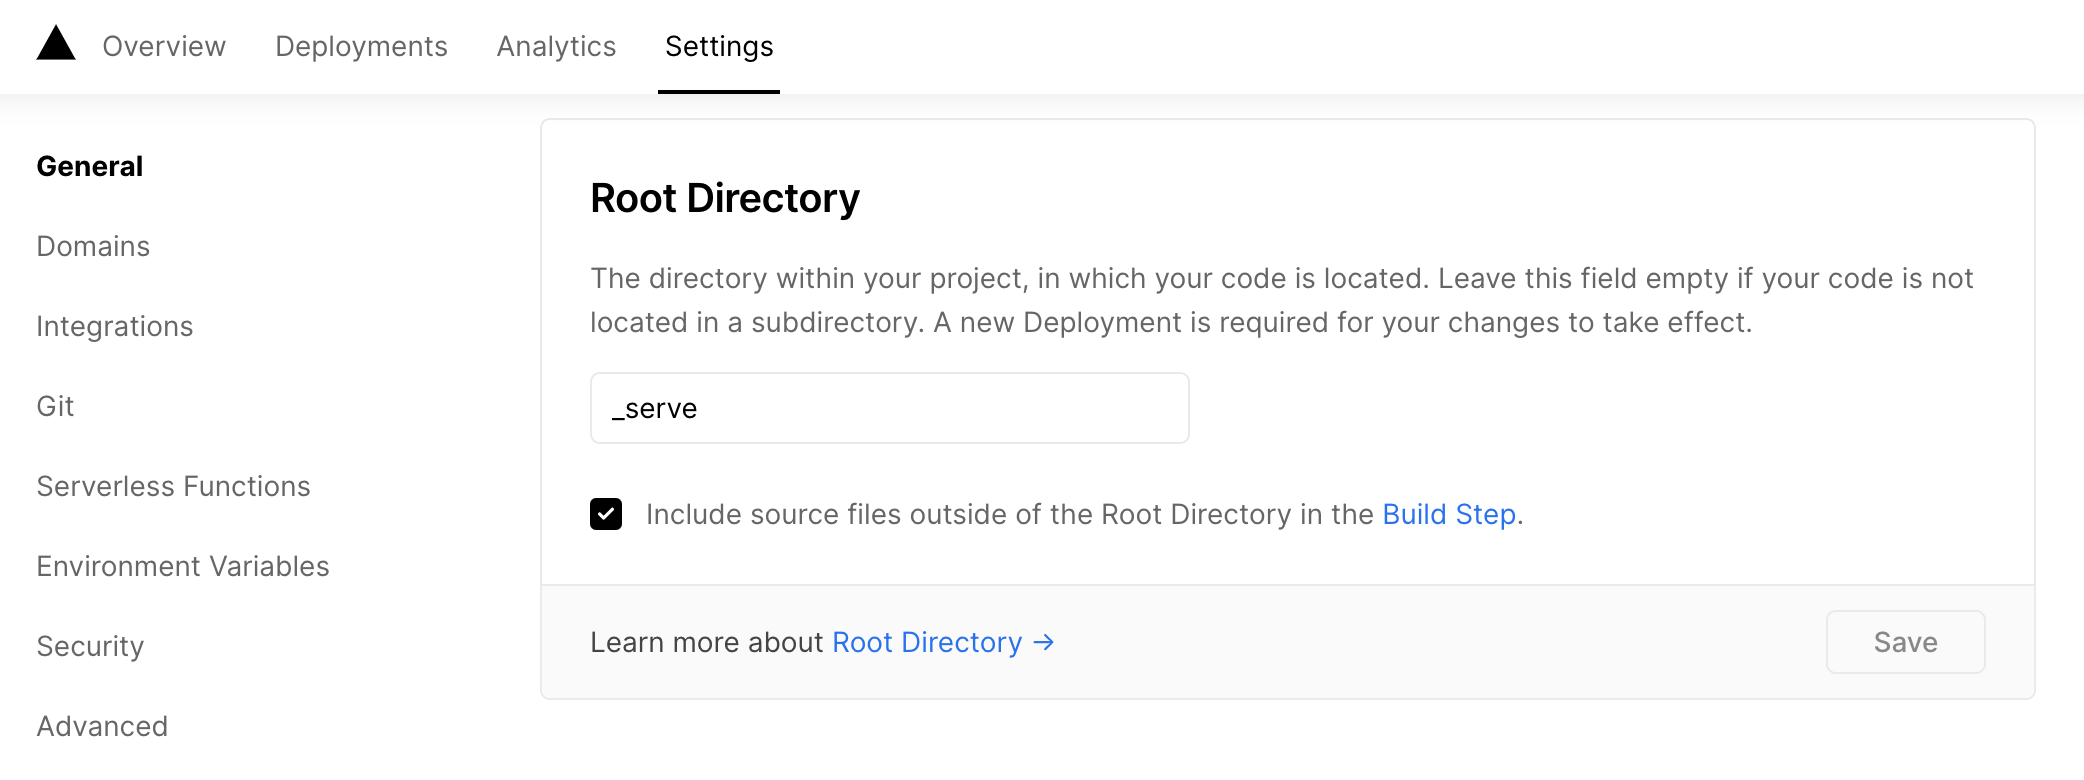 Overview Deployments Analytics Settings
General
Domains
Integrations
Git
Serverless Functions
Environment Variables
Security
Advanced
Root Directory
The directory within your project, in which your code is located. Leave this field empty if your code is not
located in a subdirectory. A new Deployment is required for your changes to take effect.
_serve
Include source files outside of the Root Directory in the Build Step.
Learn more about Root Directory →
Save